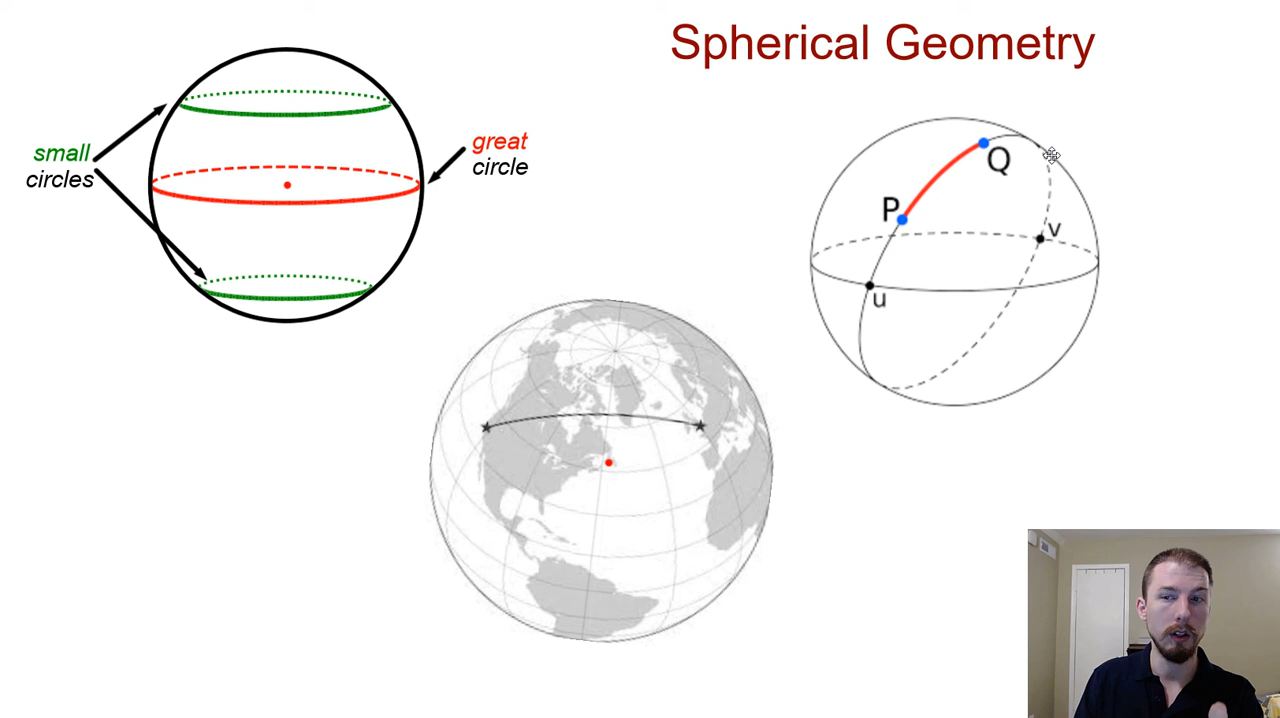 Spherical Geometry
small
circles
great
circle
Q
P
v
u